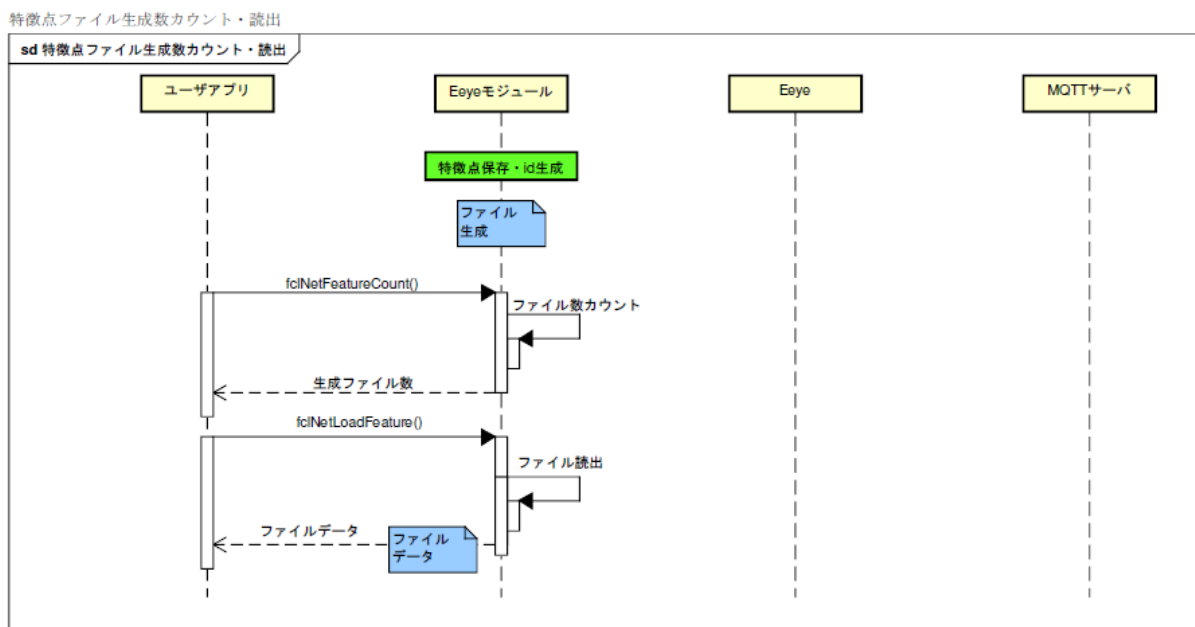 特徴点ファイル生成数カウント・読出
sd 特徴点ファイル生成数カウント・読出
ユーザアプリ
Eeyeモジュール
Eeye
MQTTサーバ
特徴点保存・id生成
ファイル
生成
fclNetFeatureCount()
ファイル数カウント
生成ファイル数
fclNetLoadFeature()
ファイル読出
ファイルデータ
ファイル
データ